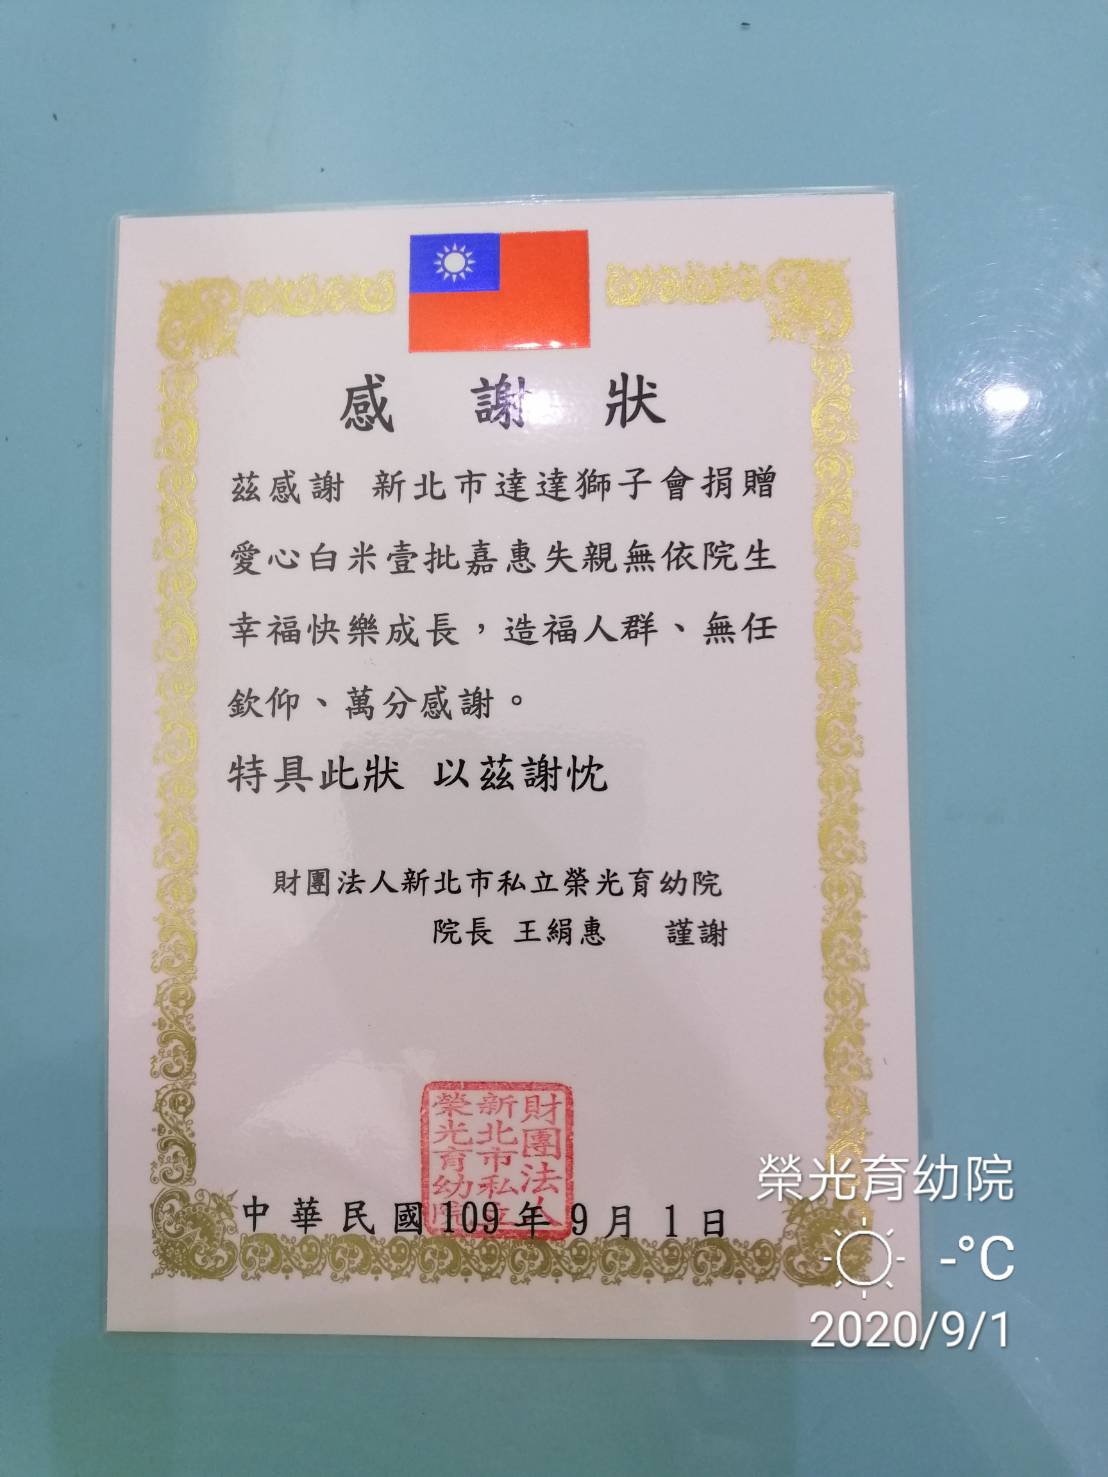 感謝狀
茲感謝 新北市達達獅子會捐贈
愛心白米壹批嘉惠失親無依院生
幸福快樂成長，造福人群、無任
欽仰、萬分感謝。
特具此狀 以茲謝忱
財團法人新北市私立榮光育幼院
院長 王絹惠 謹謝
財團法人
新北市私立
榮光育幼院
中華民國109年9月1日
榮光育幼院
-°C
2020/9/1